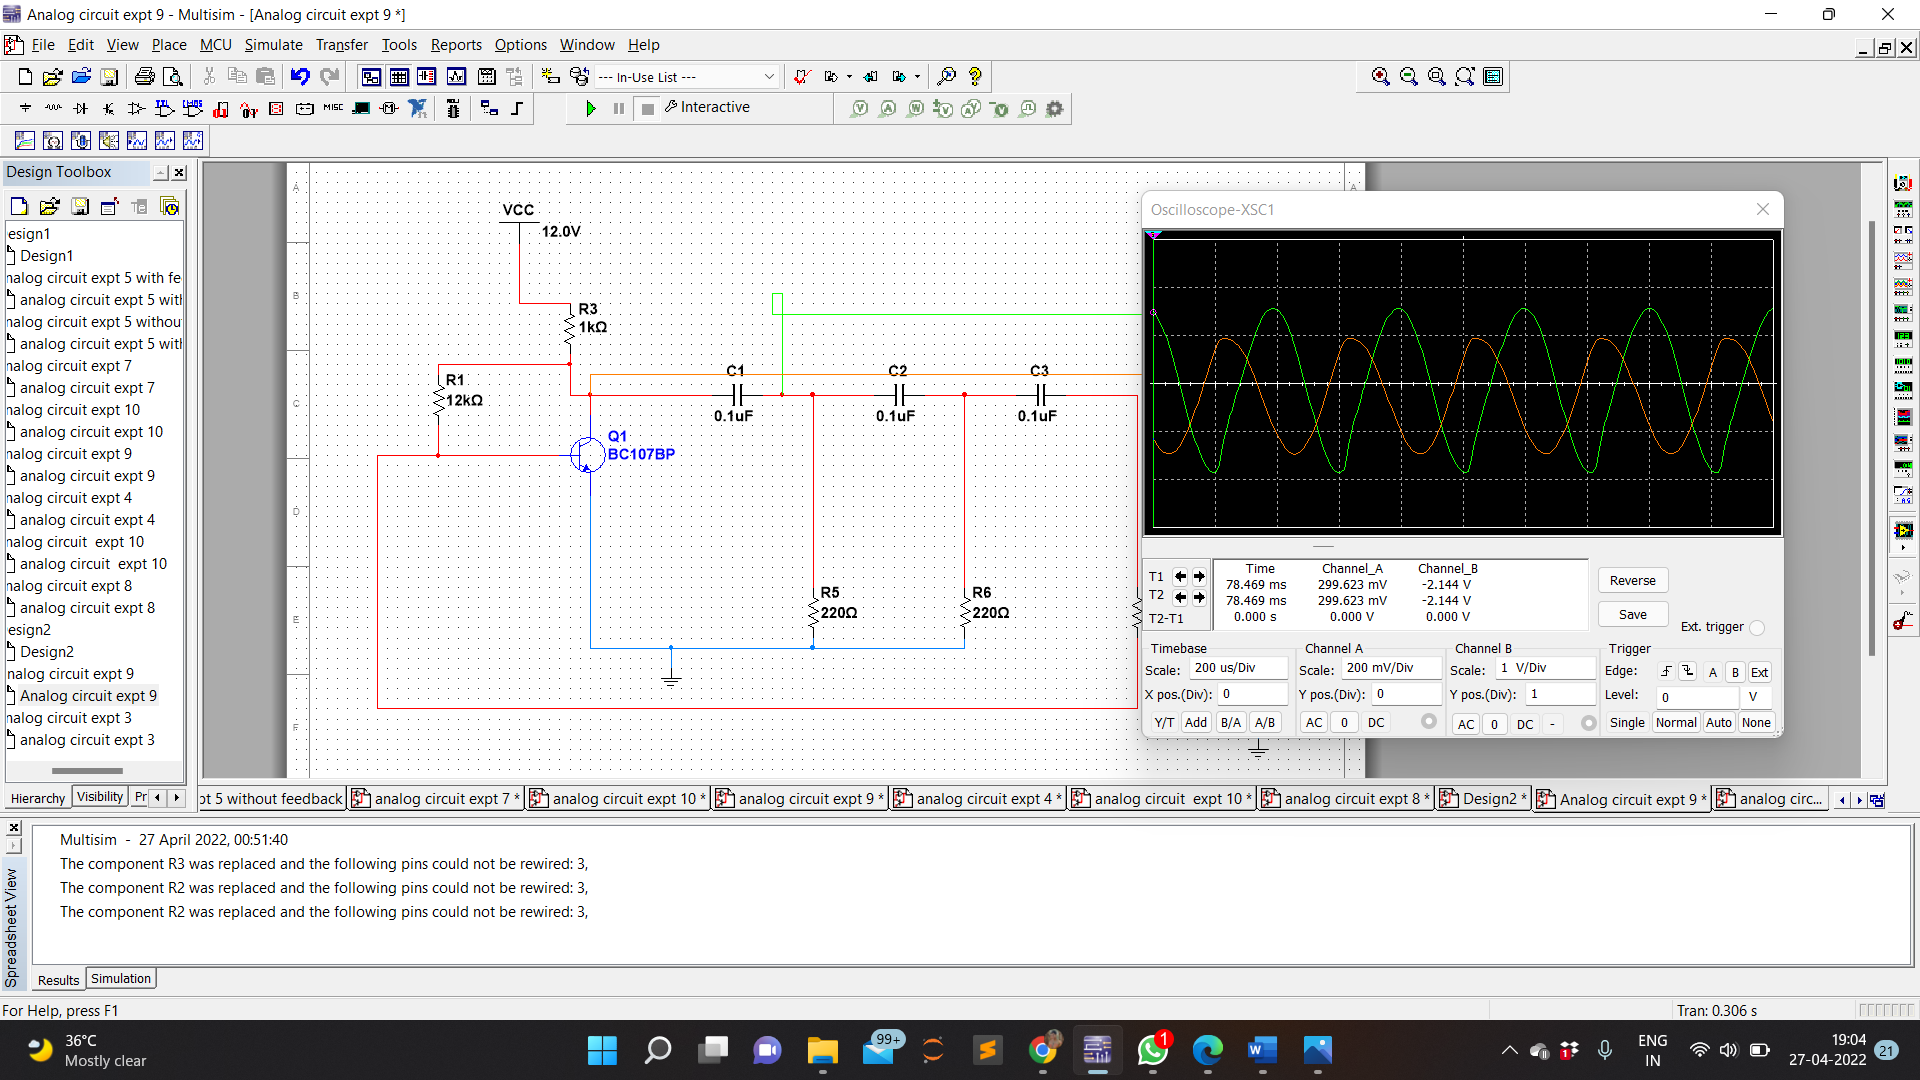 Analog circuit expt 9 - Multisim - [Analog circuit expt 9 *]
File Edit View Place MCU Simulate Transfer Tools Reports Options Window Help
--- In-Use List ---
MISC
Interactive
Design Toolbox
esign1
Design1
nalog circuit expt 5 with fe
analog circuit expt 5 wit
nalog circuit expt 5 withou
analog circuit expt 5 wit
nalog circuit expt 7
analog circuit expt 7
nalog circuit expt 10
analog circuit expt 10
nalog circuit expt 9
analog circuit expt 9
nalog circuit expt 4
analog circuit expt 4
nalog circuit  expt 10
analog circuit  expt 10
nalog circuit expt 8
analog circuit expt 8
esign2
Design2
nalog circuit expt 9
Analog circuit expt 9
nalog circuit expt 3
analog circuit expt 3
Hierarchy Visibility Pr
A
B
C
D
E
F
A
VCC
12.0V
R3
1kΩ
R1
12kΩ
Q1
BC107BP
C1
0.1uF
C2
0.1uF
C3
0.1uF
R5
220Ω
R6
220Ω
Oscilloscope-XSC1
Time Channel_A Channel_B
T1 78.469 ms 299.623 mV -2.144 V
T2 78.469 ms 299.623 mV -2.144 V
T2-T1 0.000 s 0.000 V 0.000 V
Reverse
Save
Ext. trigger
Timebase
Scale: 200 us/Div
X pos.(Div): 0
Y/T Add B/A A/B
Channel A
Scale: 200 mV/Div
Y pos.(Div): 0
AC 0 DC
Channel B
Scale: 1 V/Div
Y pos.(Div): 1
AC 0 DC -
Trigger
Edge: A B Ext
Level: 0 V
Single Normal Auto None
pt 5 without feedback analog circuit expt 7 * analog circuit expt 10 * analog circuit expt 9 * analog circuit expt 4 * analog circuit  expt 10 * analog circuit expt 8 * Design2 * Analog circuit expt 9 * analog circ...
Spreadsheet View
Multisim  -  27 April 2022, 00:51:40
The component R3 was replaced and the following pins could not be rewired: 3,
The component R2 was replaced and the following pins could not be rewired: 3,
The component R2 was replaced and the following pins could not be rewired: 3,
Results Simulation
For Help, press F1
Tran: 0.306 s
36°C
Mostly clear
99+
1
1
ENG
IN
19:04
27-04-2022
21